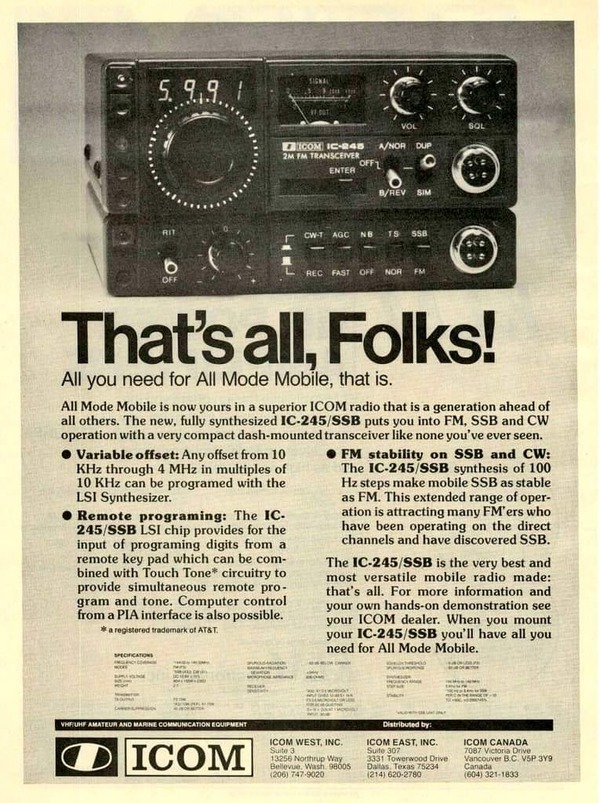 5.9.9.1
SIGNAL
RF OUT
VOL
SQL
ICOM IC-245
2M FM TRANSCEIVER
A/NOR DUP
OFF
ENTER
B/REV SIM
RIT
OFF
CW-T AGC NB TS SSB
REC FAST OFF NOR FM
That's all, Folks!
All you need for All Mode Mobile, that is.
All Mode Mobile is now yours in a superior ICOM radio that is a generation ahead of
all others. The new, fully synthesized IC-245/SSB puts you into FM, SSB and CW
operation with a very compact dash-mounted transceiver like none you've ever seen.
● Variable offset: Any offset from 10
KHz through 4 MHz in multiples of
10 KHz can be programed with the
LSI Synthesizer.
● Remote programing: The IC-
245/SSB LSI chip provides for the
input of programing digits from a
remote key pad which can be com-
bined with Touch Tone* circuitry to
provide simultaneous remote pro-
gram and tone. Computer control
from a PIA interface is also possible.
* a registered trademark of AT&T.
● FM stability on SSB and CW:
The IC-245/SSB synthesis of 100
Hz steps make mobile SSB as stable
as FM. This extended range of oper-
ation is attracting many FM'ers who
have been operating on the direct
channels and have discovered SSB.
The IC-245/SSB is the very best and
most versatile mobile radio made:
that's all. For more information and
your own hands-on demonstration see
your ICOM dealer. When you mount
your IC-245/SSB you'll have all you
need for All Mode Mobile.
SPECIFICATIONS
VHF/UHF AMATEUR AND MARINE COMMUNICATION EQUIPMENT
Distributed by:
ICOM
ICOM WEST, INC.
Suite 3
13256 Northrup Way
Bellevue, Wash. 98005
(206) 747-9020
ICOM EAST, INC.
Suite 307
3331 Towerwood Drive
Dallas, Texas 75234
(214) 620-2780
ICOM CANADA
7087 Victoria Drive
Vancouver B.C. V5P 3Y9
Canada
(604) 321-1833